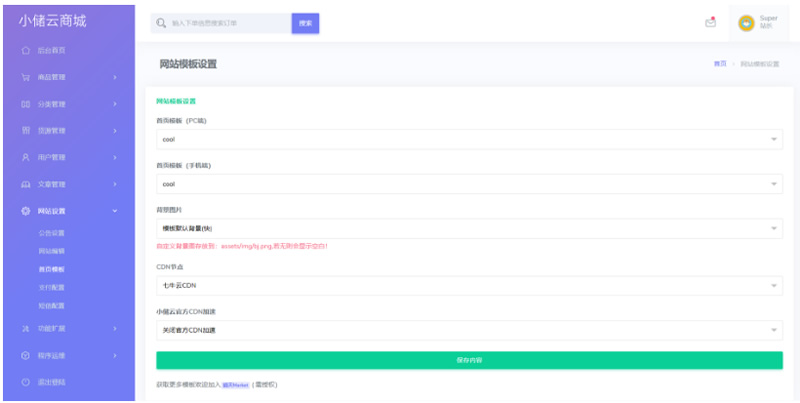 小储云商城
输入下单信息搜索订单
搜索
Super
站长
后台首页
商品管理
分类管理
货源管理
用户管理
文章管理
网站设置
公告设置
网站编辑
首页模板
支付配置
短信配置
功能扩展
程序运维
退出登陆
网站模板设置
首页 - 网站模板设置
网站模板设置
首页模板 (PC端)
cool
首页模板 (手机端)
cool
背景图片
模板默认背景(快)
自定义背景图存放到：assets/img/bj.png,若无则会显示空白!
CDN节点
七牛云CDN
小储云官方CDN加速
关闭官方CDN加速
保存内容
获取更多模板欢迎加入 (需授权)